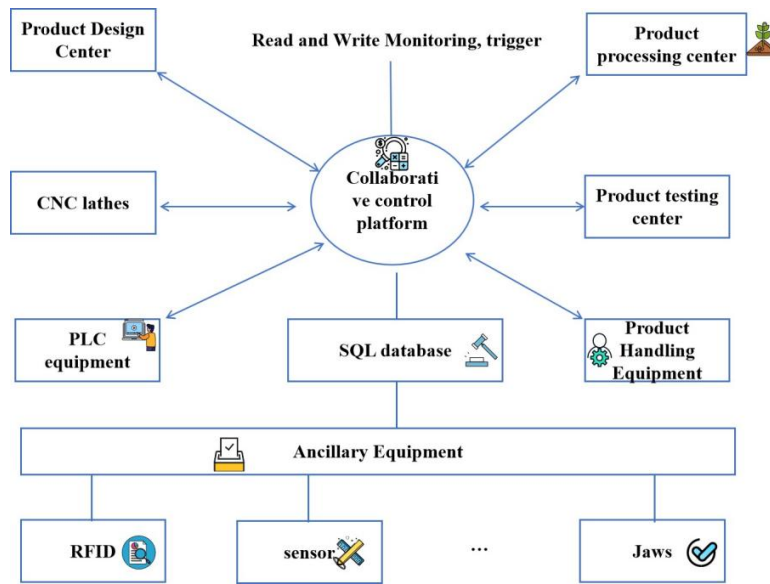 Product Design
Center
Read and Write Monitoring, trigger
Product
processing center
CNC lathes
Collaborati
ve control
platform
Product testing
center
PLC
equipment
SQL database
Product
Handling
Equipment
Ancillary Equipment
RFID
sensor
...
Jaws